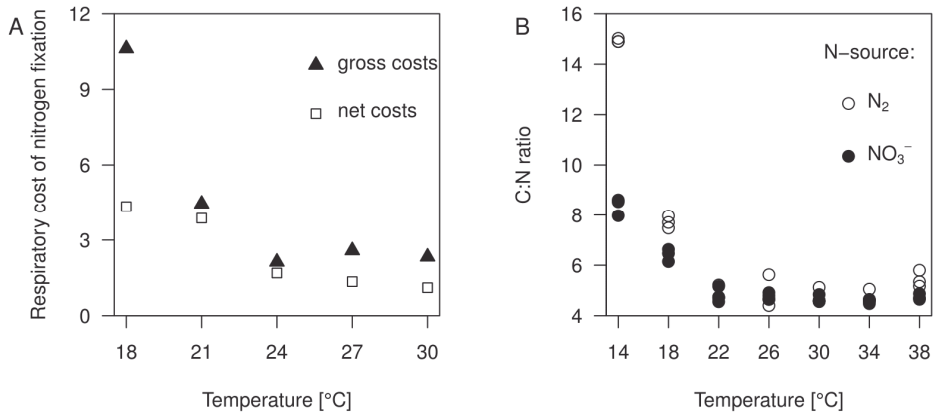 A
Respiratory cost of nitrogen fixation
12
9
6
3
0
gross costs
net costs
18 21 24 27 30
Temperature [°C]
B
C:N ratio
16
14
12
10
8
6
4
N−source:
N₂
NO₃⁻
14 18 22 26 30 34 38
Temperature [°C]